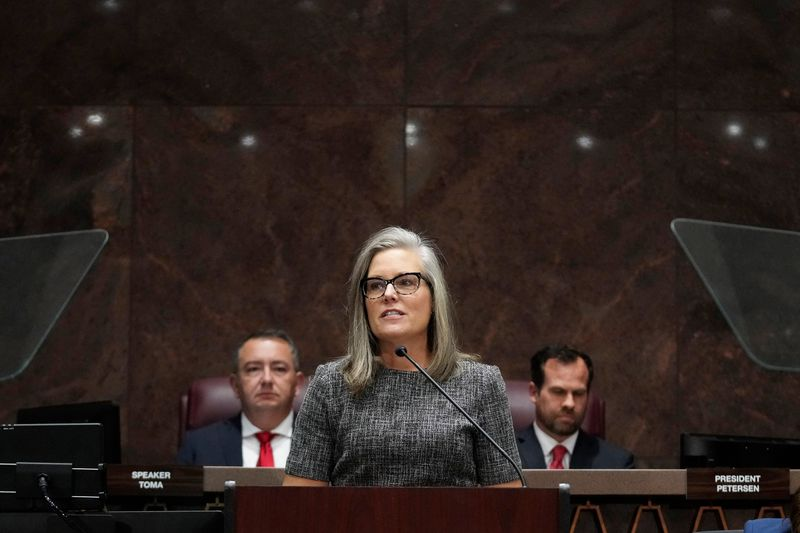 SPEAKER
TOMA
PRESIDENT
PETERSEN